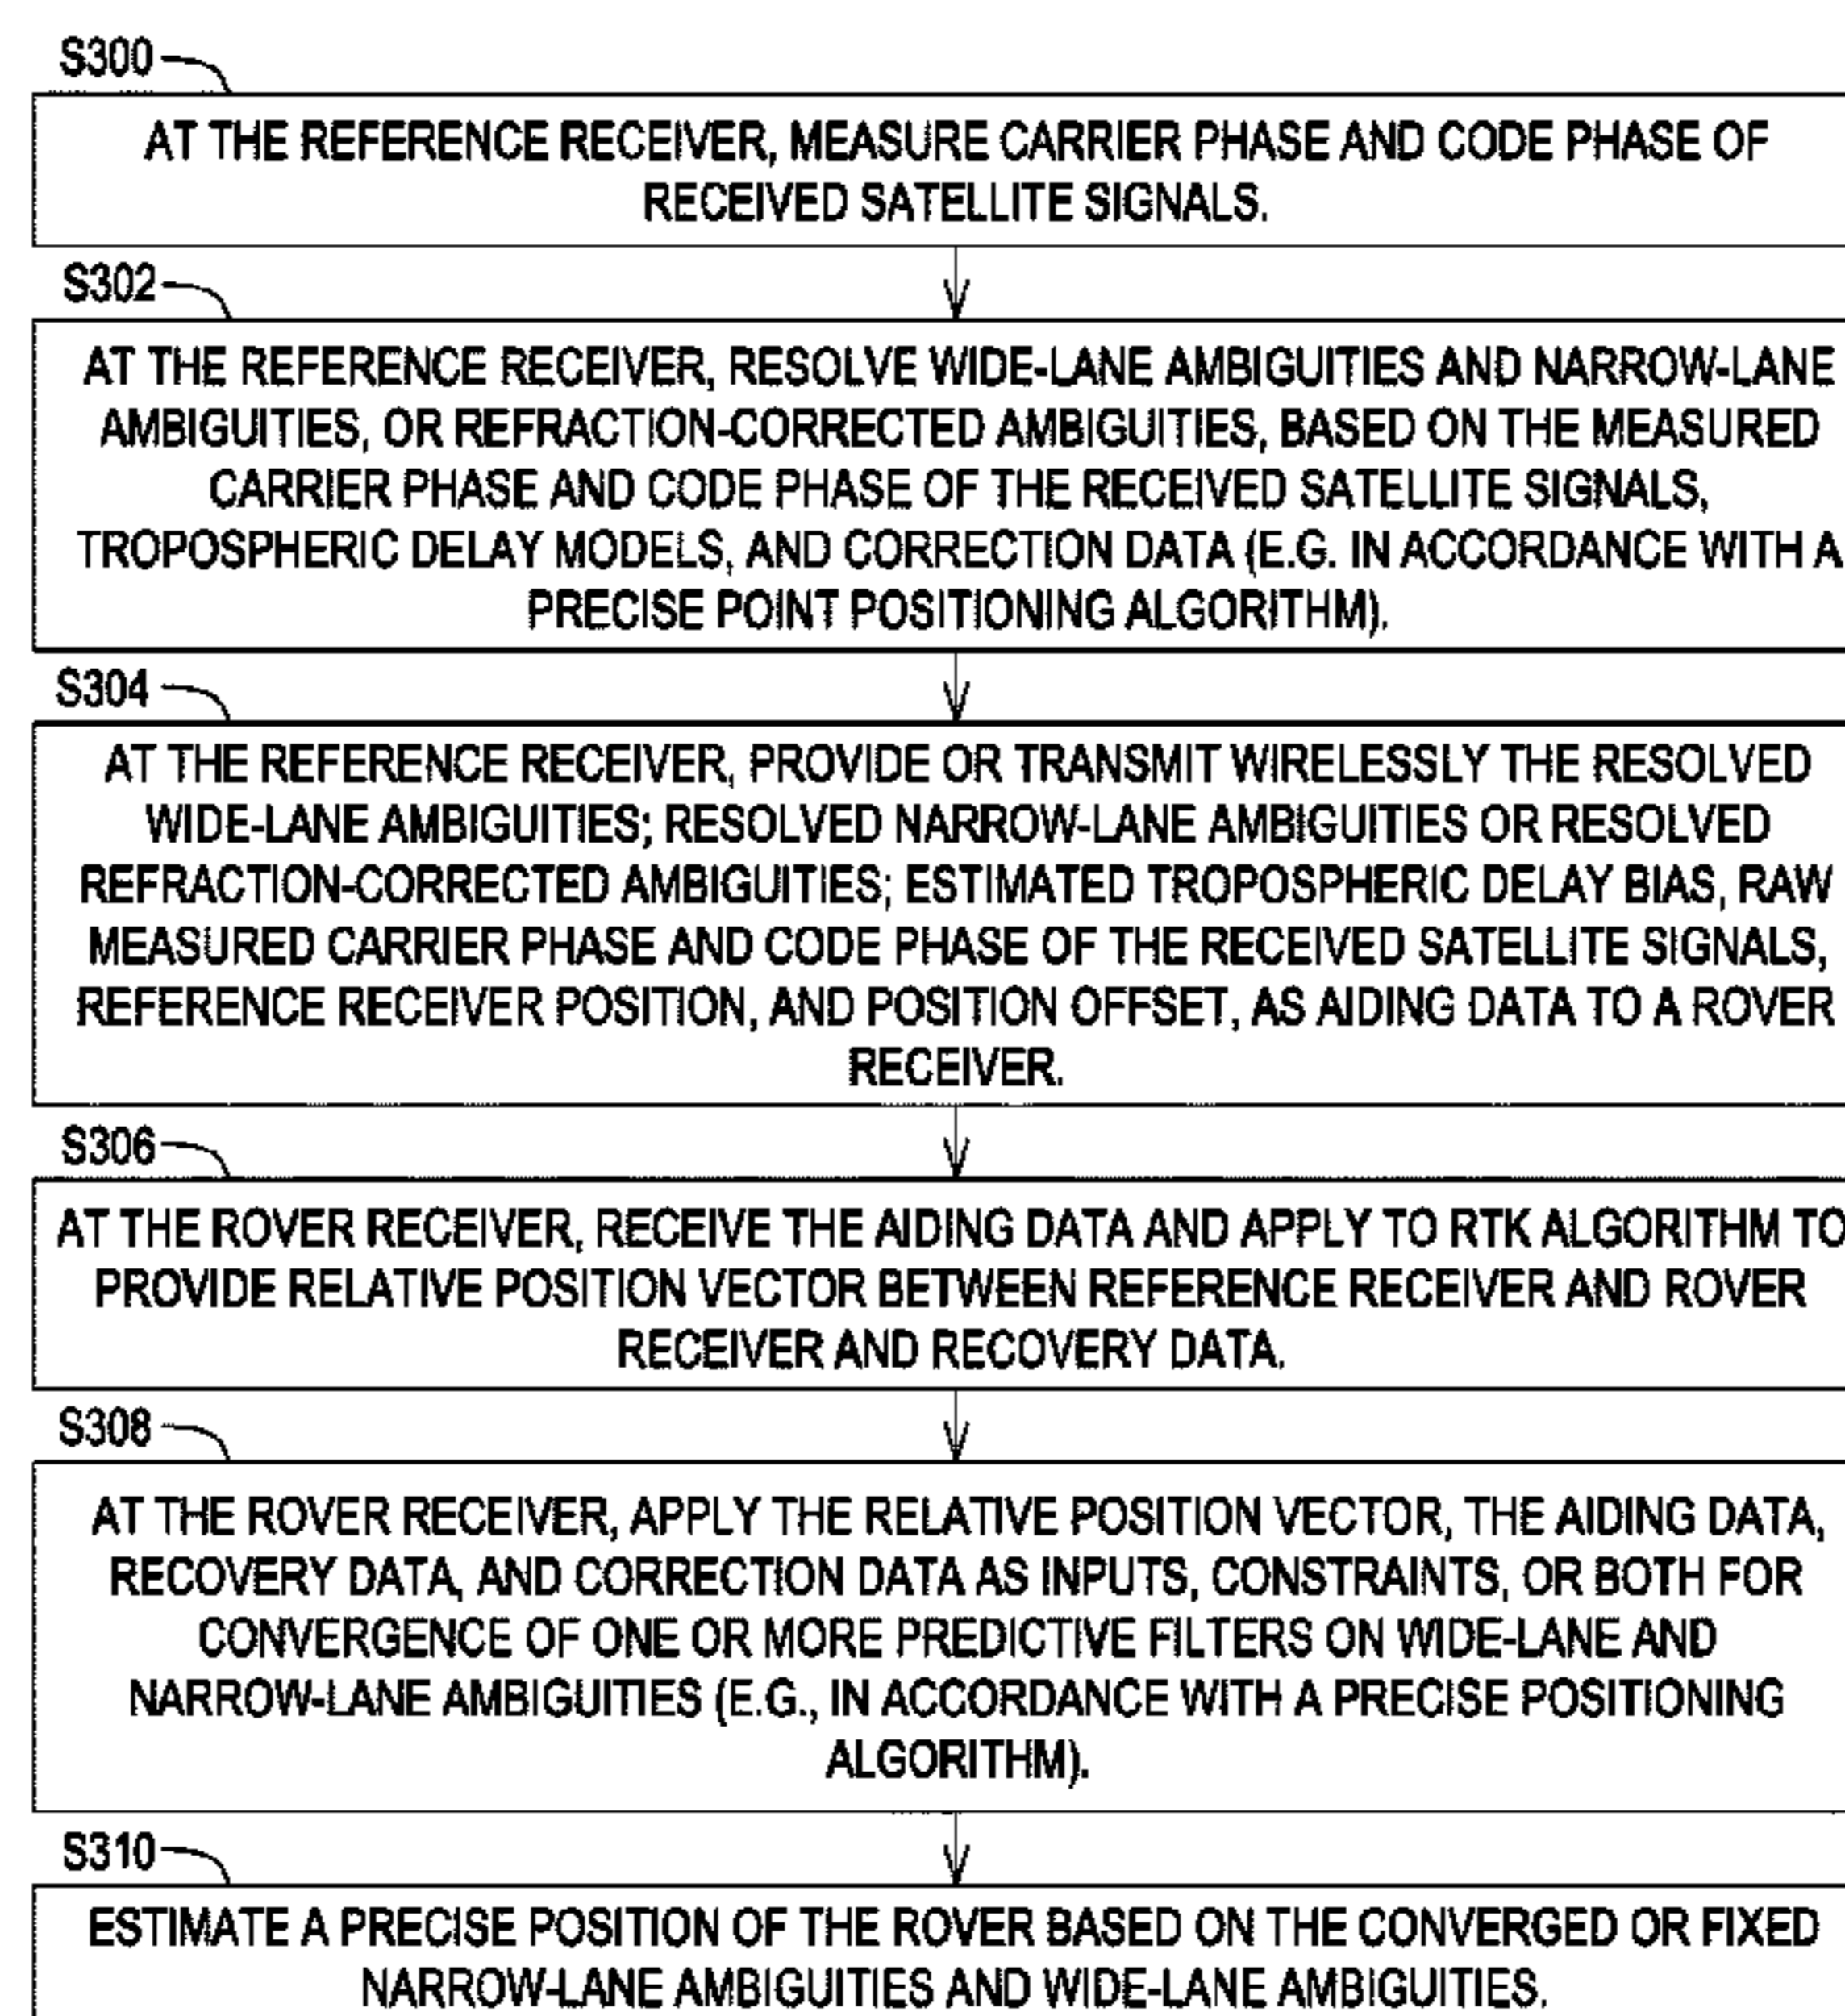 S300
AT THE REFERENCE RECEIVER, MEASURE CARRIER PHASE AND CODE PHASE OF
RECEIVED SATELLITE SIGNALS.
S302
AT THE REFERENCE RECEIVER, RESOLVE WIDE-LANE AMBIGUITIES AND NARROW-LANE
AMBIGUITIES, OR REFRACTION-CORRECTED AMBIGUITIES, BASED ON THE MEASURED
CARRIER PHASE AND CODE PHASE OF THE RECEIVED SATELLITE SIGNALS,
TROPOSPHERIC DELAY MODELS, AND CORRECTION DATA (E.G. IN ACCORDANCE WITH A
PRECISE POINT POSITIONING ALGORITHM).
S304
AT THE REFERENCE RECEIVER, PROVIDE OR TRANSMIT WIRELESSLY THE RESOLVED
WIDE-LANE AMBIGUITIES; RESOLVED NARROW-LANE AMBIGUITIES OR RESOLVED
REFRACTION-CORRECTED AMBIGUITIES; ESTIMATED TROPOSPHERIC DELAY BIAS, RAW
MEASURED CARRIER PHASE AND CODE PHASE OF THE RECEIVED SATELLITE SIGNALS,
REFERENCE RECEIVER POSITION, AND POSITION OFFSET, AS AIDING DATA TO A ROVER
RECEIVER.
S306
AT THE ROVER RECEIVER, RECEIVE THE AIDING DATA AND APPLY TO RTK ALGORITHM TO
PROVIDE RELATIVE POSITION VECTOR BETWEEN REFERENCE RECEIVER AND ROVER
RECEIVER AND RECOVERY DATA.
S308
AT THE ROVER RECEIVER, APPLY THE RELATIVE POSITION VECTOR, THE AIDING DATA,
RECOVERY DATA, AND CORRECTION DATA AS INPUTS, CONSTRAINTS, OR BOTH FOR
CONVERGENCE OF ONE OR MORE PREDICTIVE FILTERS ON WIDE-LANE AND
NARROW-LANE AMBIGUITIES (E.G., IN ACCORDANCE WITH A PRECISE POSITIONING
ALGORITHM).
S310
ESTIMATE A PRECISE POSITION OF THE ROVER BASED ON THE CONVERGED OR FIXED
NARROW-LANE AMBIGUITIES AND WIDE-LANE AMBIGUITIES.